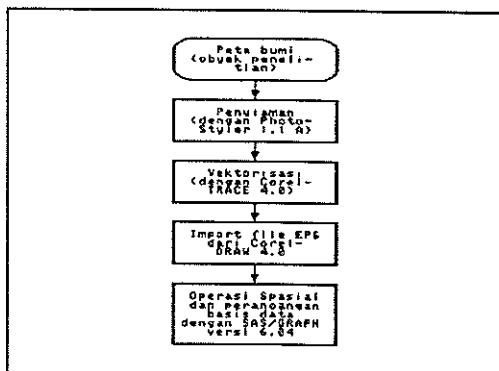 Peta bumi
(obyek peneli-
tian)
Penyiaman
(dengan Photo-
Styler 1.1 A)
Vektorisasi
(dengan Corel-
TRACE 4.0)
Import file EPS
dari Corel-
DRAW 4.0
Operasi Spasial
dan perancangan
basis data
dengan SAS/GRAPH
versi 6.04